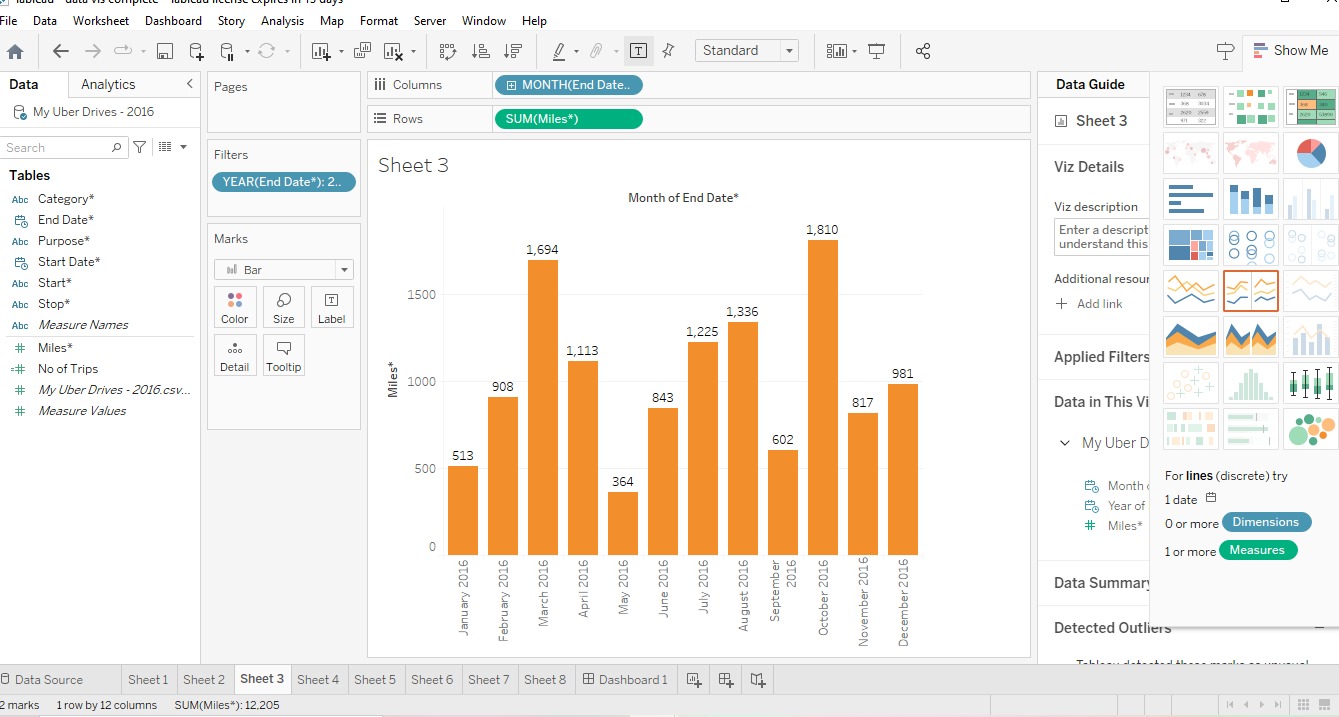 File Data Worksheet Dashboard Story Analysis Map Format Server Window Help
Standard
Show Me
Data Analytics
My Uber Drives - 2016
Search
Tables
Abc Category*
End Date*
Abc Purpose*
Start Date*
Abc Start*
Abc Stop*
Abc Measure Names
# Miles*
=# No of Trips
# My Uber Drives - 2016.csv...
# Measure Values
Pages
Filters
YEAR(End Date*): 2..
Marks
Bar
Color Size Label
Detail Tooltip
Columns
MONTH(End Date..
Rows
SUM(Miles*)
Sheet 3
Month of End Date*
Miles*
1500
1000
500
0
513
908
1,694
1,113
364
843
1,225
1,336
602
1,810
817
981
January 2016
February 2016
March 2016
April 2016
May 2016
June 2016
July 2016
August 2016
September
2016
October 2016
November 2016
December 2016
Data Guide
Sheet 3
Viz Details
Viz description
Enter a descript
understand this
Additional resour
+ Add link
Applied Filters
Data in This Vi
My Uber D
Month
Year of
# Miles*
Data Summary
Detected Outliers
For lines (discrete) try
1 date
0 or more Dimensions
1 or more Measures
Data Source Sheet 1 Sheet 2 Sheet 3 Sheet 4 Sheet 5 Sheet 6 Sheet 7 Sheet 8 Dashboard 1
2 marks 1 row by 12 columns SUM(Miles*): 12,205